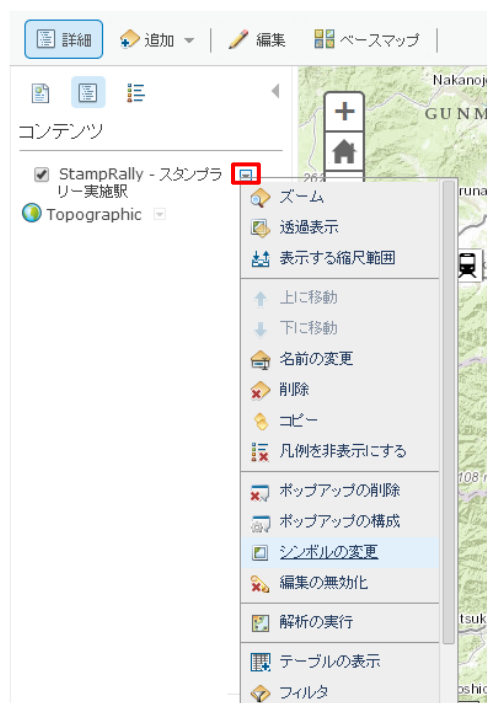 詳細 追加 編集 ベースマップ
コンテンツ
StampRally - スタンプラ
リー実施駅
Topographic
ズーム
透過表示
表示する縮尺範囲
上に移動
下に移動
名前の変更
削除
コピー
凡例を非表示にする
ポップアップの削除
ポップアップの構成
シンボルの変更
編集の無効化
解析の実行
テーブルの表示
フィルタ
Nakanoj
GUNM
runa
108
tsuk